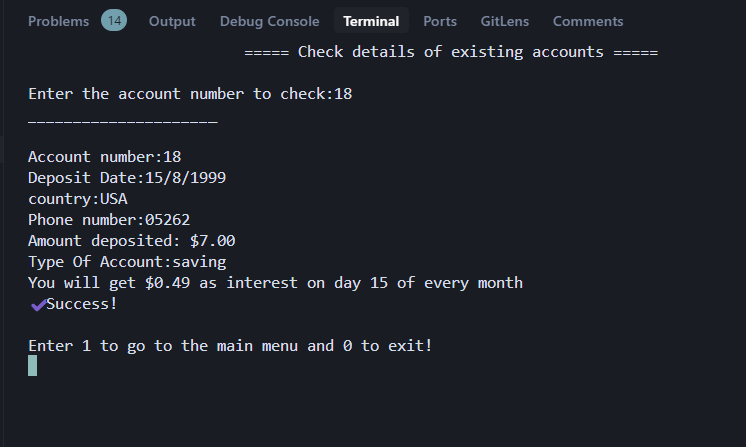 Problems 14 Output Debug Console Terminal Ports GitLens Comments
===== Check details of existing accounts =====
Enter the account number to check:18
_____________________
Account number:18
Deposit Date:15/8/1999
country:USA
Phone number:05262
Amount deposited: $7.00
Type Of Account:saving
You will get $0.49 as interest on day 15 of every month
✔Success!
Enter 1 to go to the main menu and 0 to exit!